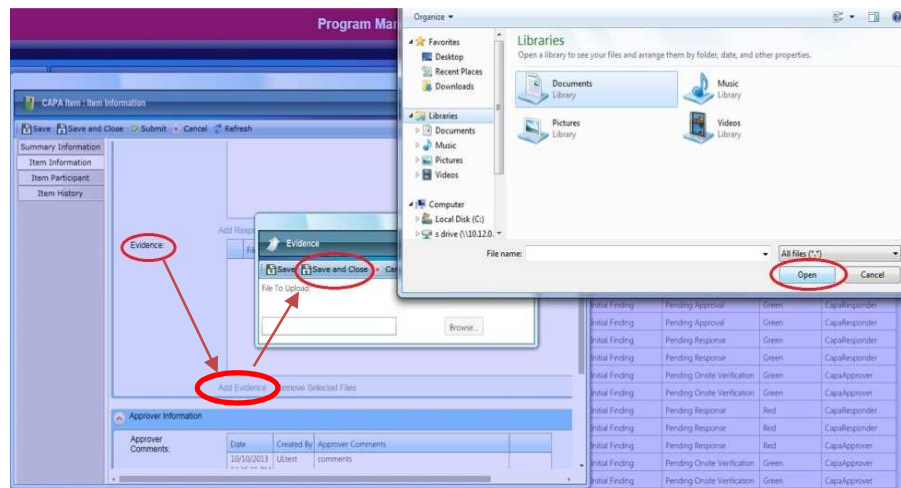 Program Mar
CAPA Item : Item Information
Save Save and Close Submit Cancel Refresh
Summary Information
Item Information
Item Participant
Item History
Evidence:
Add Resp
Evidence
Save Save and Close
File To Upload:
Browse...
Add Evidence Remove Selected Files
Approver Information
Approver
Comments:
Date Created By Approver Comments
10/10/2013 ULtest comments
Organize
Favorites
Desktop
Recent Places
Downloads
Libraries
Documents
Music
Pictures
Videos
Computer
Local Disk (C:)
s drive (\\10.12.0.
Libraries
Open a library to see your files and arrange them by folder, date, and other properties.
Documents
Library
Music
Library
Pictures
Library
Videos
Library
File name:
All files (*.*)
Open Cancel
Initial Finding Pending Approval Green CapaResponder
Initial Finding Pending Approval Green CapaResponder
Initial Finding Pending Response Green CapaResponder
Initial Finding Pending Response Green CapaResponder
Initial Finding Pending Onsite Verification Green CapaApprover
Initial Finding Pending Onsite Verification Green CapaApprover
Initial Finding Pending Response Red CapaResponder
Initial Finding Pending Response Red CapaResponder
Initial Finding Pending Response Red CapaApprover
Initial Finding Pending Onsite Verification Green CapaApprover
Initial Finding Pending Onsite Verification Green CapaApprover